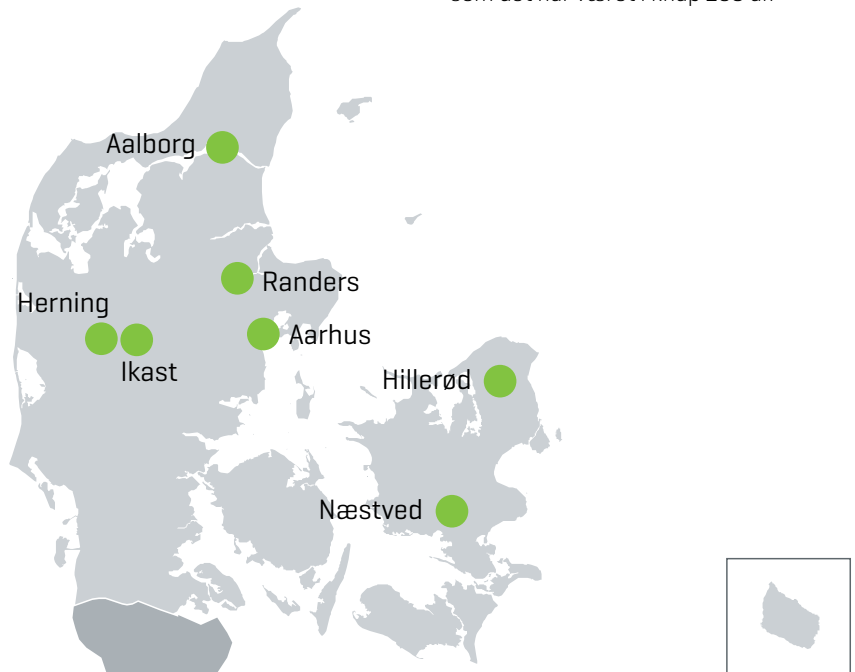 Aalborg
Randers
Herning
Aarhus
Ikast
Hillerød
Næstved